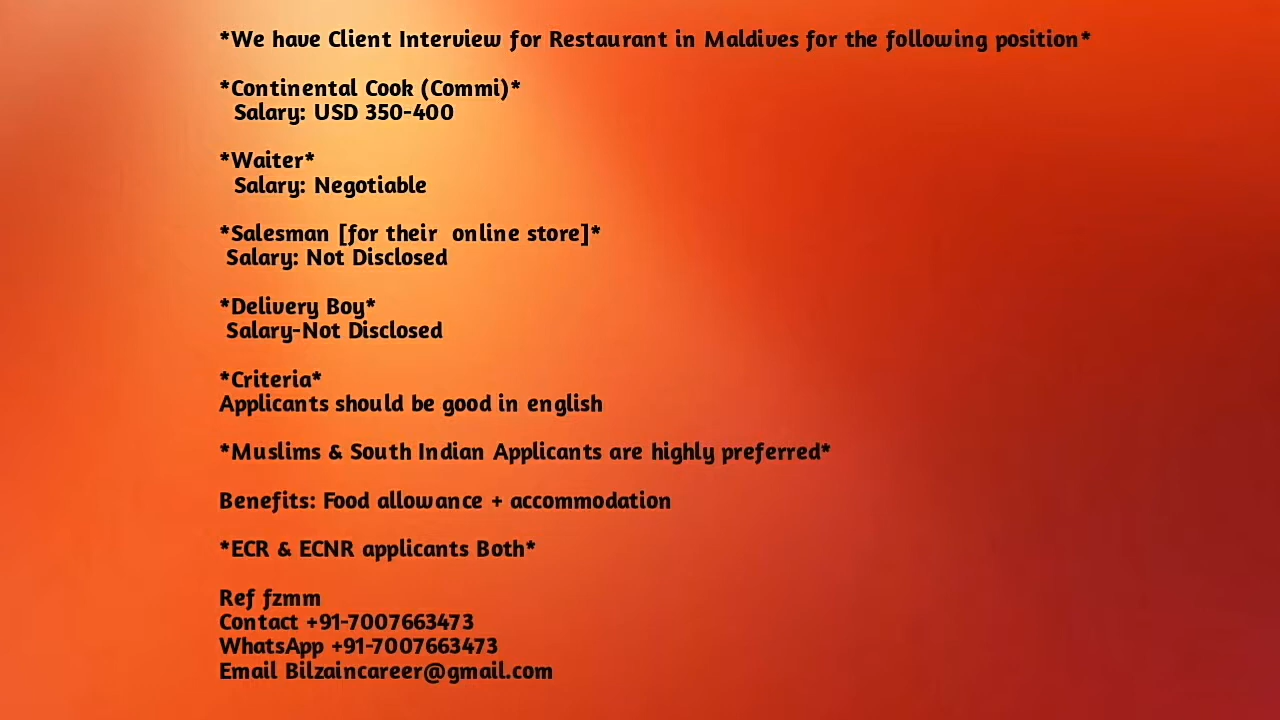 *We have Client Interview for Restaurant in Maldives for the following position*
*Continental Cook (Commi)*
Salary: USD 350-400
*Waiter*
Salary: Negotiable
*Salesman [for their  online store]*
Salary: Not Disclosed
*Delivery Boy*
Salary-Not Disclosed
*Criteria*
Applicants should be good in english
*Muslims & South Indian Applicants are highly preferred*
Benefits: Food allowance + accommodation
*ECR & ECNR applicants Both*
Ref fzmm
Contact +91-7007663473
WhatsApp +91-7007663473
Email Bilzaincareer@gmail.com